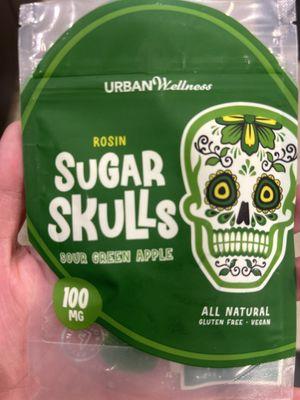 URBAN Wellness
ROSIN
SUGAR
SKULLS
SOUR GREEN APPLE
100
MG
ALL NATURAL
GLUTEN FREE · VEGAN